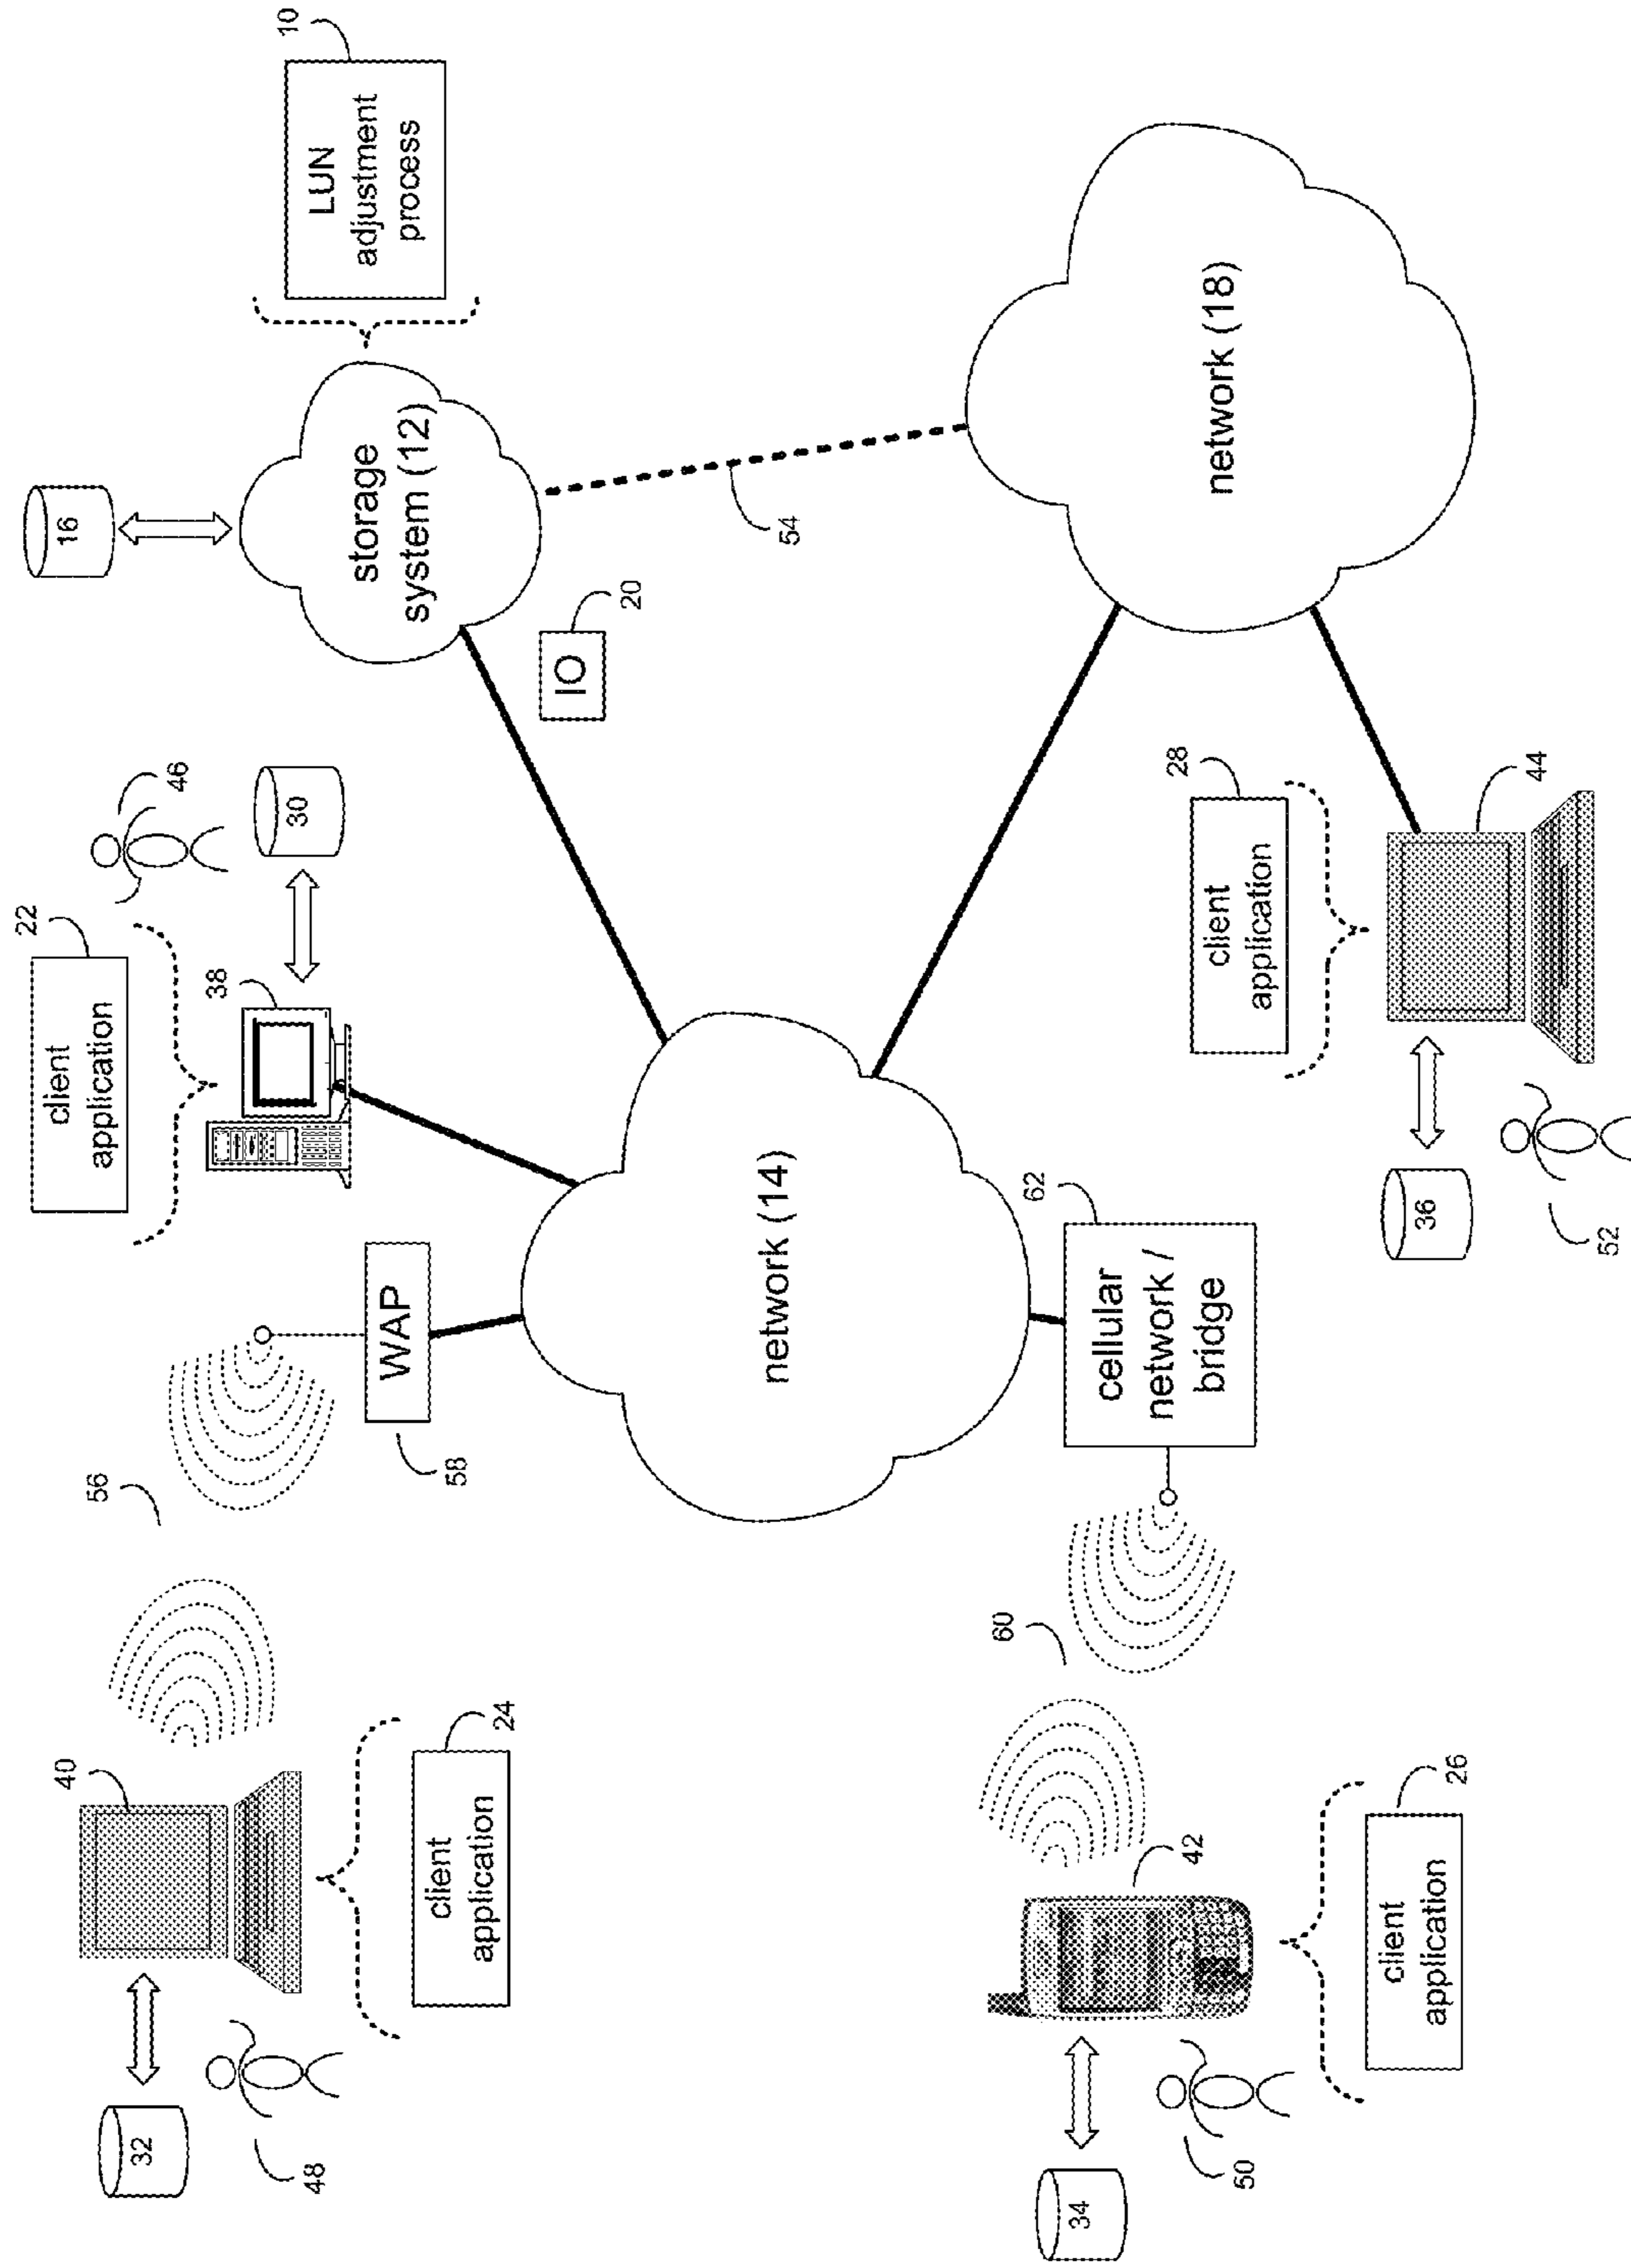 32
48
40
client
application
24
56
WAP
58
client
application
22
38
46
30
16
storage
system (12)
LUN
adjustment
process
10
IO
20
54
network (14)
network (18)
34
50
42
client
application
26
60
cellular
network /
bridge
62
36
52
client
application
28
44